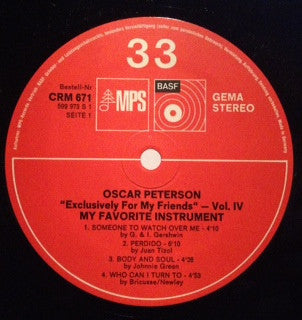 33
Bestell-Nr
CRM 671
SEITE 1
MPS
BASF
GEMA
STEREO
OSCAR PETERSON
"Exclusively For My Friends" — Vol. IV
MY FAVORITE INSTRUMENT
1. SOMEONE TO WATCH OVER ME - 4'10
by G. & I. Gershwin
2. PERDIDO - 6'10
by Juan Tizol
3. BODY AND SOUL - 4'28
by Johnnie Green
4. WHO CAN I TURN TO - 4'53
by Bricusse/Newley